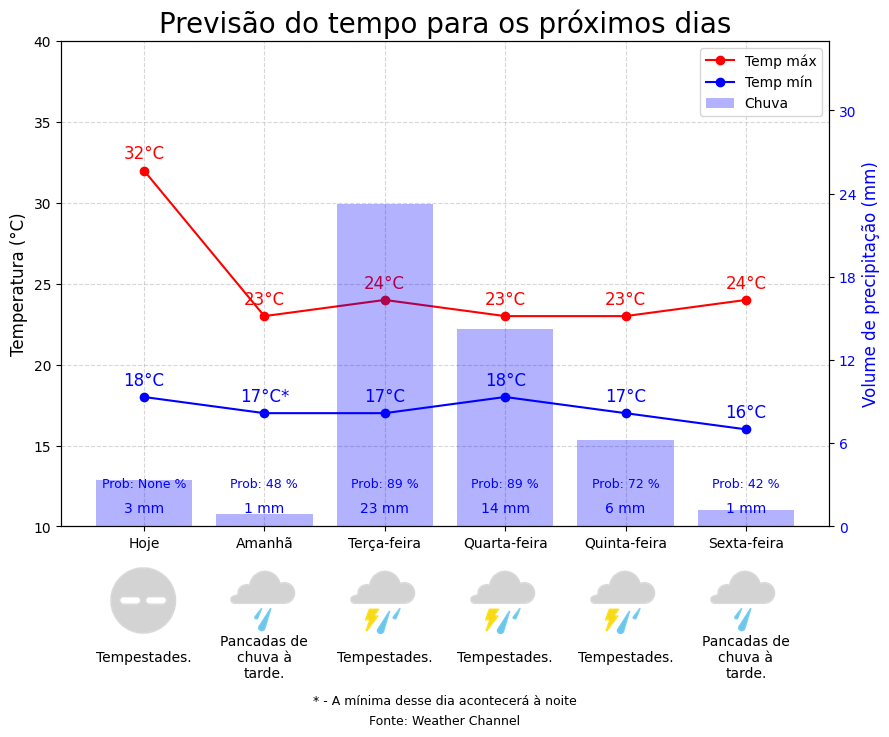 Previsão do tempo para os próximos dias
40
35
30
25
20
15
10
Temperatura (°C)
30
24
18
12
6
0
Volume de precipitação (mm)
Temp máx
Temp mín
Chuva
32°C
23°C
24°C
23°C
23°C
24°C
18°C
17°C*
17°C
18°C
17°C
16°C
Prob: None %
Prob: 48 %
Prob: 89 %
Prob: 89 %
Prob: 72 %
Prob: 42 %
3 mm
1 mm
23 mm
14 mm
6 mm
1 mm
Hoje
Amanhã
Terça-feira
Quarta-feira
Quinta-feira
Sexta-feira
Tempestades.
Pancadas de
chuva à
tarde.
Tempestades.
Tempestades.
Tempestades.
Pancadas de
chuva à
tarde.
* - A mínima desse dia acontecerá à noite
Fonte: Weather Channel